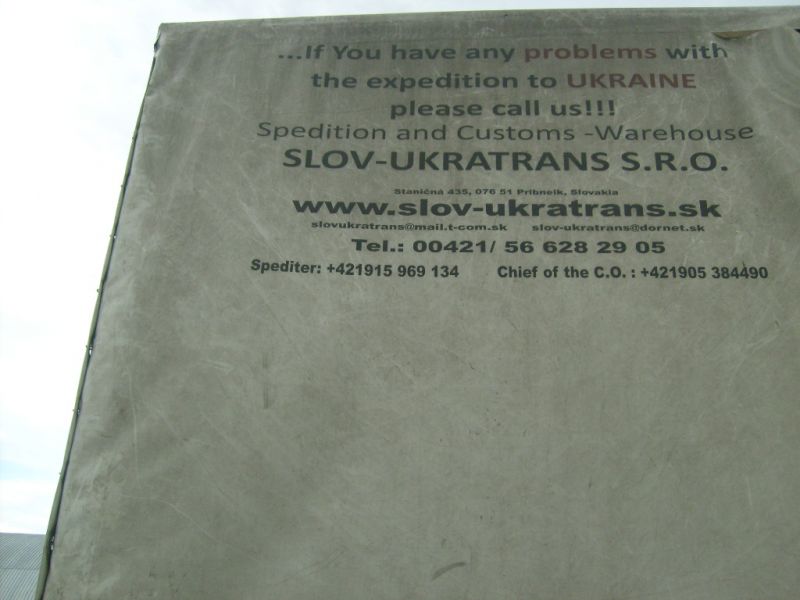 ...If You have any problems with
the expedition to UKRAINE
please call us!!!
Spedition and Customs -Warehouse
SLOV-UKRATRANS S.R.O.
Staničná 435, 076 51 Pribneik, Slovakia
www.slov-ukratrans.sk
slovukratrans@mail.t-com.sk slov-ukratrans@dornet.sk
Tel.: 00421/ 56 628 29 05
Spediter: +421915 969 134 Chief of the C.O. : +421905 384490